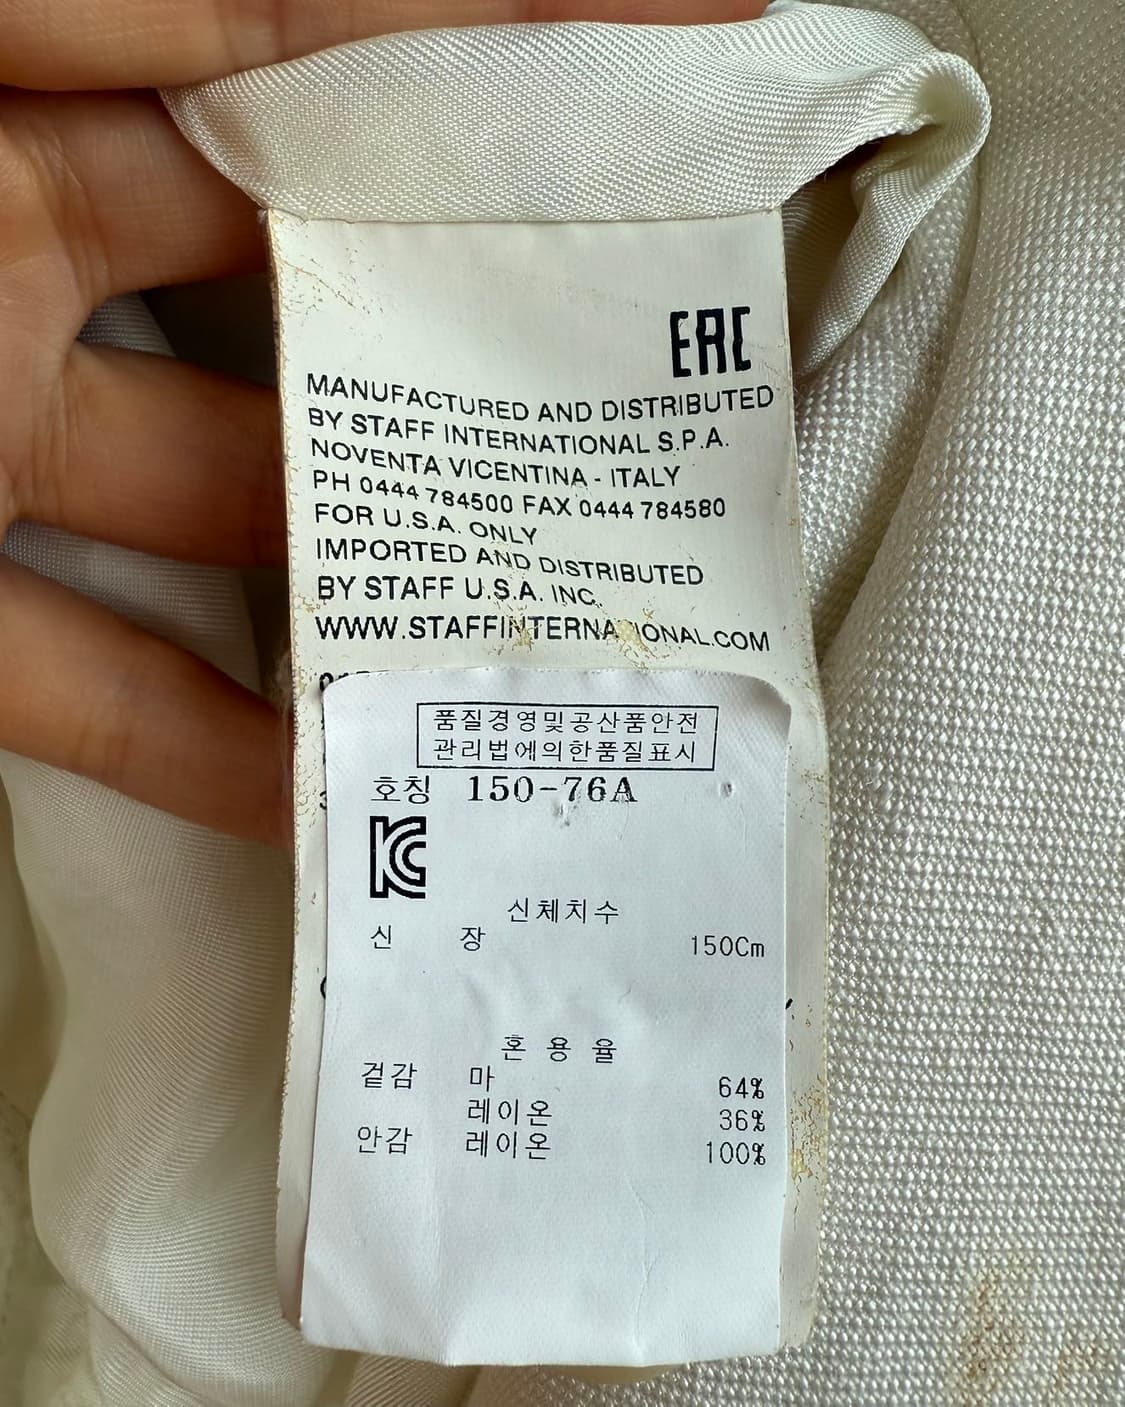 EAC
MANUFACTURED AND DISTRIBUTED
BY STAFF INTERNATIONAL S.P.A.
NOVENTA VICENTINA - ITALY
PH 0444 784500 FAX 0444 784580
FOR U.S.A. ONLY
IMPORTED AND DISTRIBUTED
BY STAFF U.S.A. INC.
WWW.STAFFINTERNATIONAL.COM
품질경영및공산품안전
관리법에의한품질표시
호칭 150-76A
KC
신체치수
신 장 150Cm
혼 용 율
겉감 마 64%
레이온 36%
안감 레이온 100%